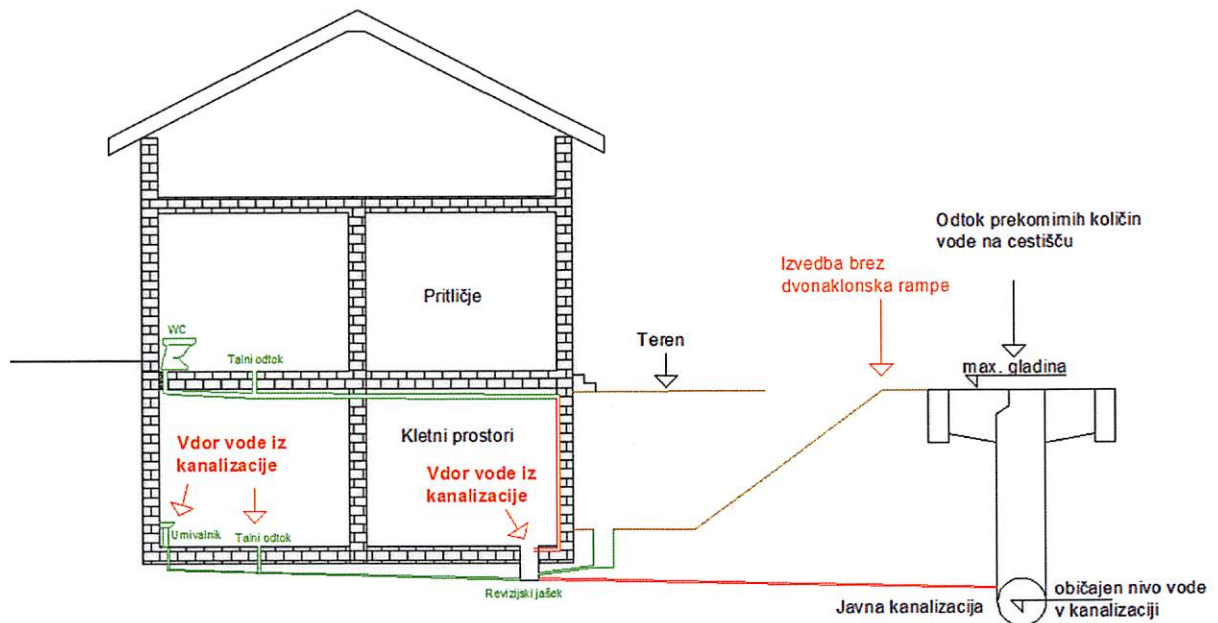 Odtok prekomimih količin
vode na cestišču
Izvedba brez
dvonaklonska rampe
Pritličje
WC
Talni odtok
Teren
max. gladina
Kletni prostori
Vdor vode iz
kanalizacije
Vdor vode iz
kanalizacije
Umivalnik
Talni odtok
Revizijski jašek
Javna kanalizacija
običajen nivo vode
v kanalizaciji